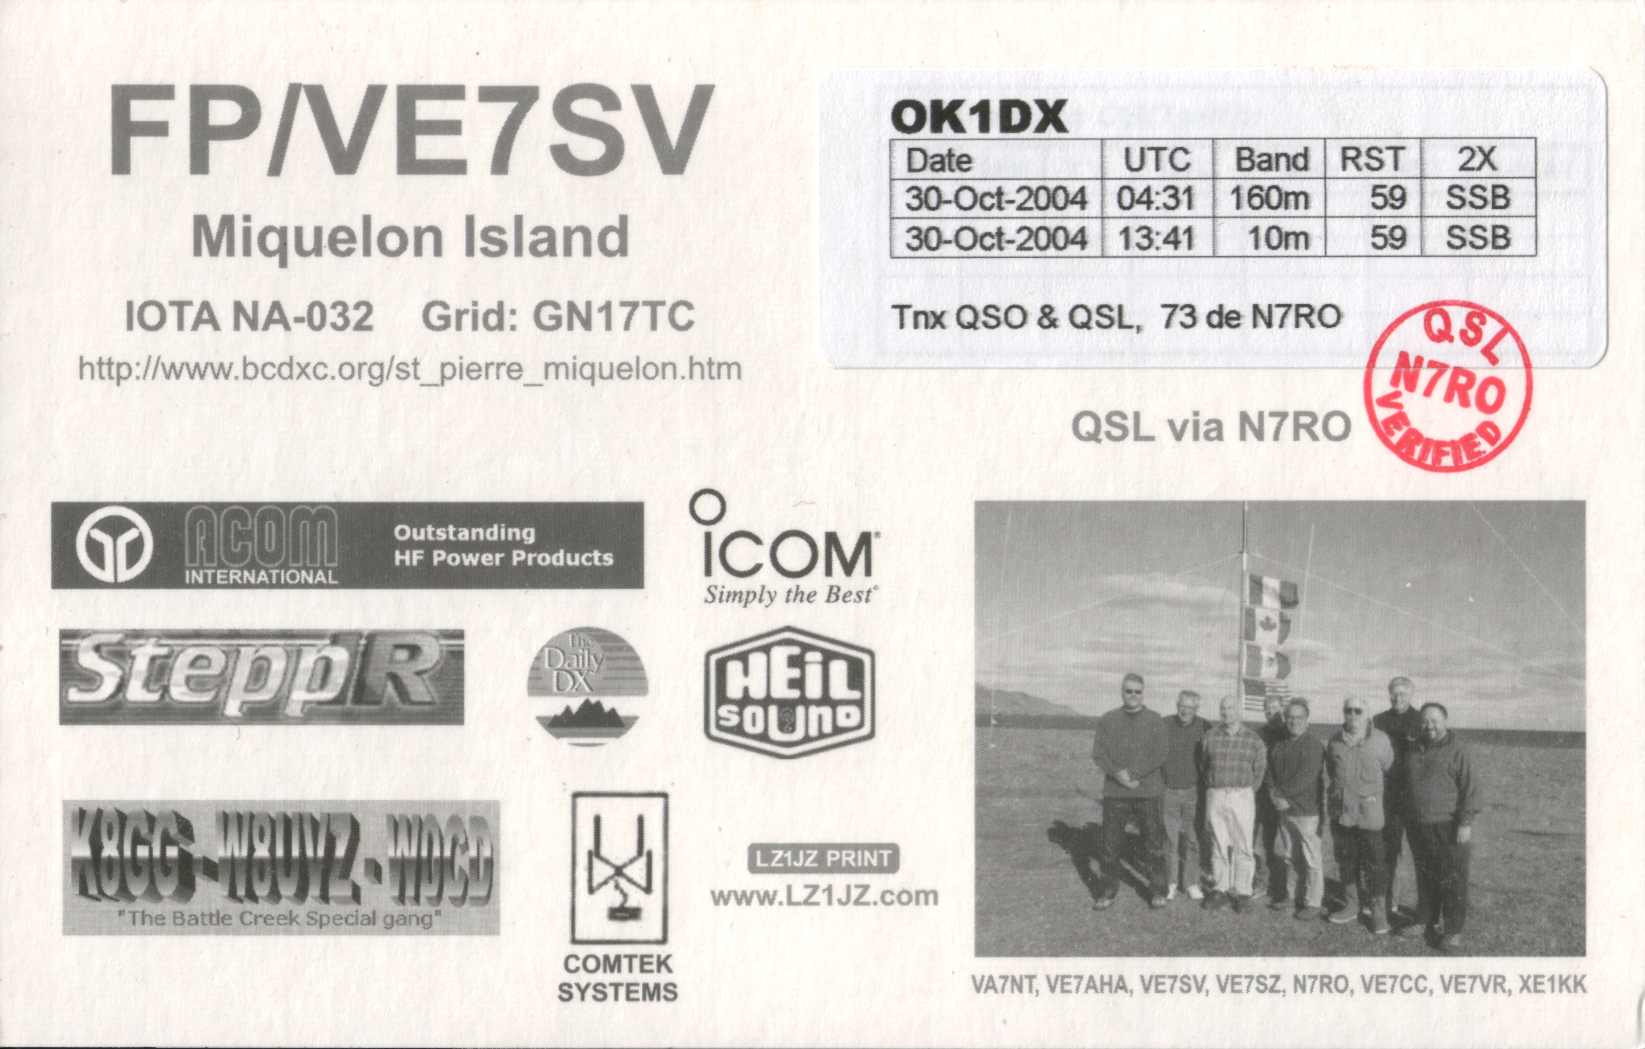 FP/VE7SV
Miquelon Island
IOTA NA-032 Grid: GN17TC
http://www.bcdxc.org/st_pierre_miquelon.htm
OK1DX
Date UTC Band RST 2X
30-Oct-2004 04:31 160m 59 SSB
30-Oct-2004 13:41 10m 59 SSB
Tnx QSO & QSL, 73 de N7RO
QSL via N7RO
QSL
N7RO
VERIFIED
ACOM
INTERNATIONAL
Outstanding
HF Power Products
iCOM®
Simply the Best®
SteppIR
The
Daily
DX
HEiL
SOUND
K8GG - W8UVZ - WD0CD
"The Battle Creek Special gang"
COMTEK
SYSTEMS
LZ1JZ PRINT
www.LZ1JZ.com
VA7NT, VE7AHA, VE7SV, VE7SZ, N7RO, VE7CC, VE7VR, XE1KK